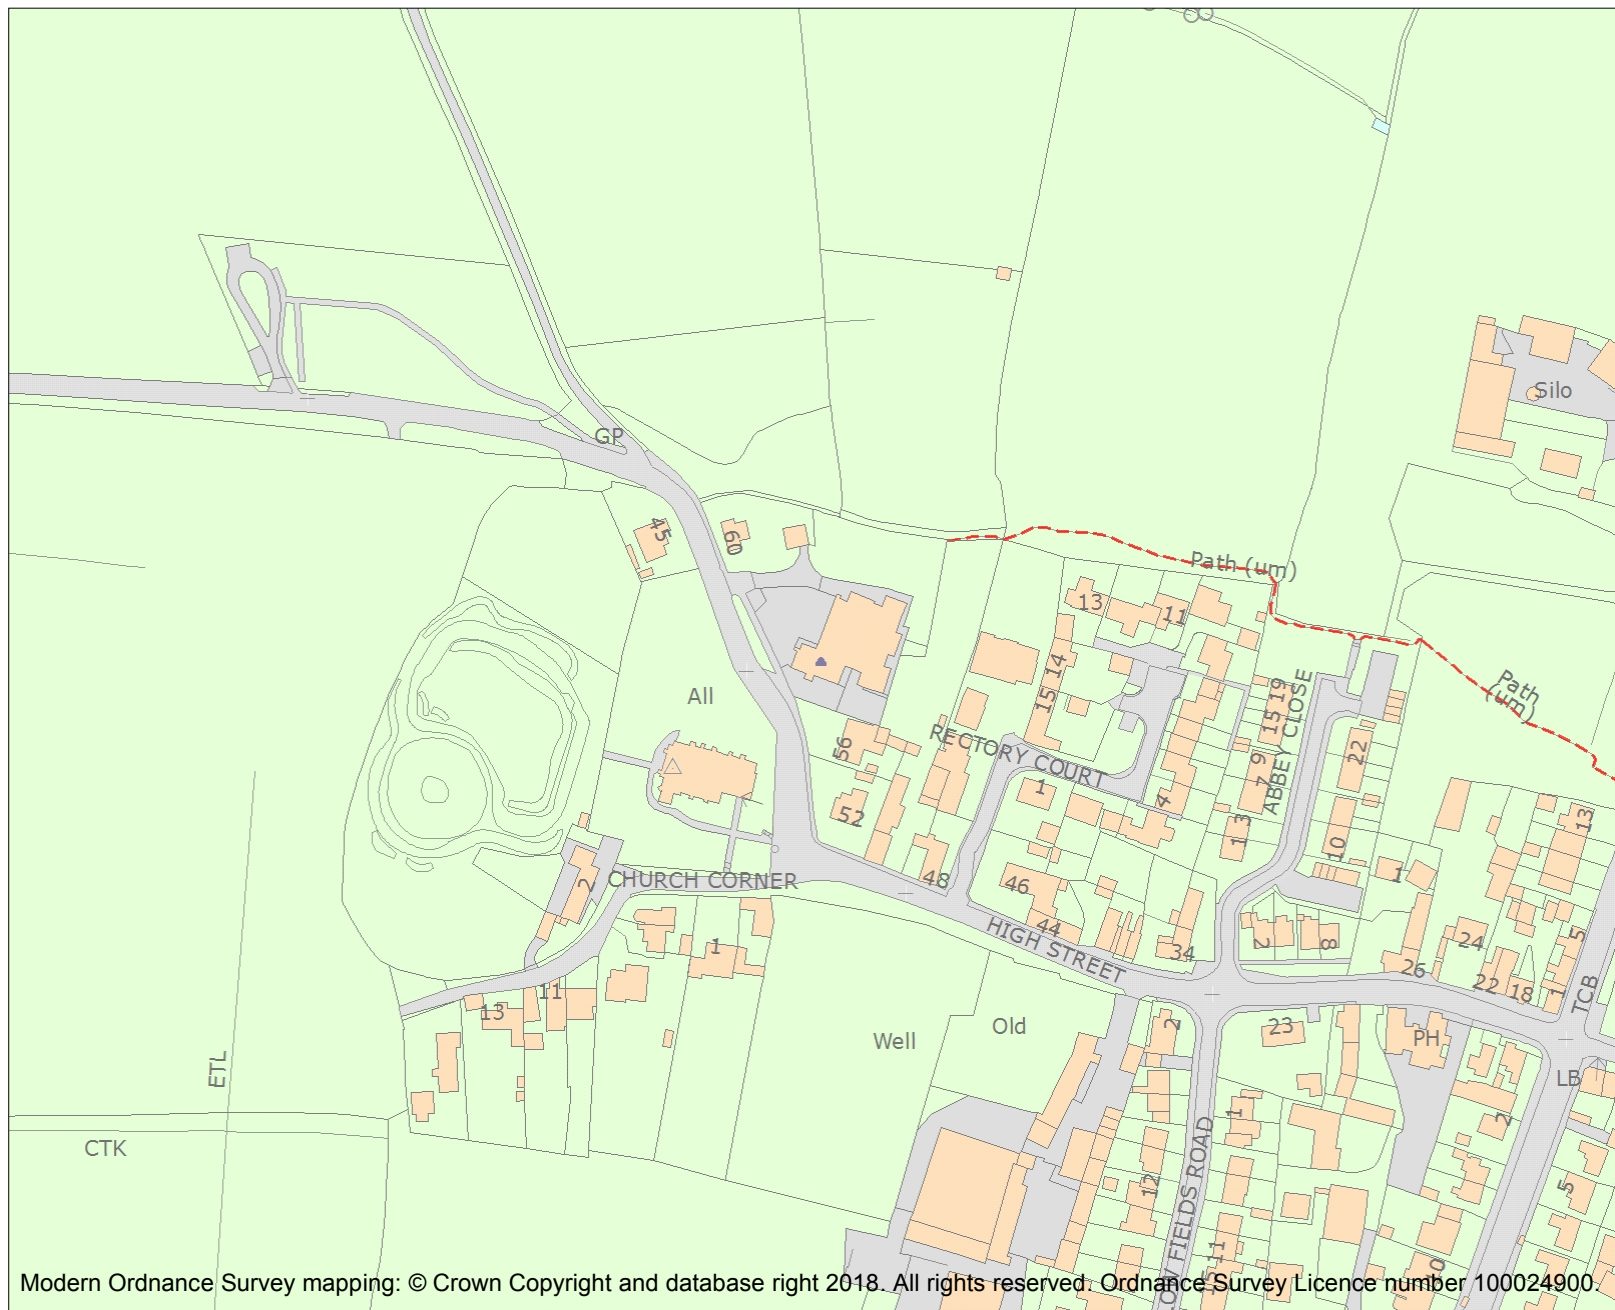 Silo
GP
45
60
Path (um)
13
11
14
15
All
Path
(um)
19
15
RECTORY COURT
ABBEY CLOSE
56
22
9
7
1
52
4
13
13
10
CHURCH CORNER
2
48
46
1
44
HIGH STREET
34
2
8
24
5
26
22
18
1
1
11
13
Well
Old
2
23
PH
TCB
LB
ETL
1
2
CTK
12
5
FIELDS ROAD
11
Modern Ordnance Survey mapping: © Crown Copyright and database right 2018. All rights reserved. Ordnance Survey Licence number 100024900.